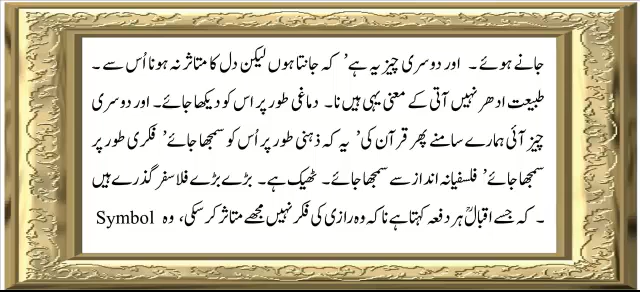 جانے ہوئے ۔ اور دوسری چیز یہ ہے ’ کہ جانتا ہوں لیکن دل کا متاثر نہ ہونا اُس سے ۔
طبیعت ادھر نہیں آتی کے معنی یہی ہیں نا۔ دماغی طور پر اس کو دیکھا جائے۔ اور دوسری
چیز آئی ہمارے سامنے پھر قرآن کی’ یہ کہ ذہنی طور پر اُس کو سمجھا جائے’ فکری طور پر
سمجھا جائے’ فلسفیانہ انداز سے سمجھا جائے۔ ٹھیک ہے۔ بڑے بڑے فلاسفر گذرے ہیں
۔ کہ جسے اقبالؒ ہر دفعہ کہتا ہے نا کہ وہ رازی کی فکر نہیں مجھے متاثر کر سکی، وہ Symbol